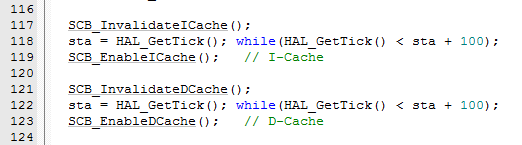 116
117 SCB_InvalidateICache();
118 sta = HAL_GetTick(); while(HAL_GetTick() < sta + 100);
119 SCB_EnableICache();   // I-Cache
120
121 SCB_InvalidateDCache();
122 sta = HAL_GetTick(); while(HAL_GetTick() < sta + 100);
123 SCB_EnableDCache();   // D-Cache
124